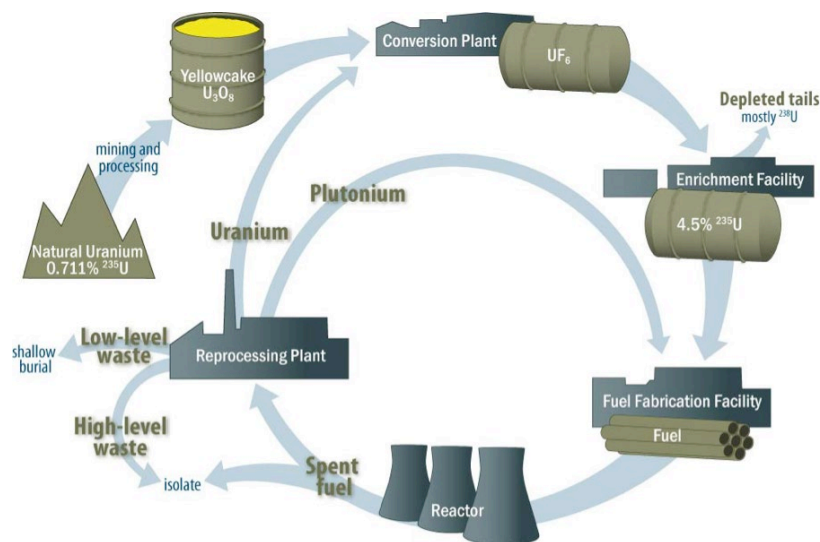 Yellowcake
U₃O₈
Conversion Plant
UF₆
Depleted tails
mostly ²³⁸U
mining and
processing
Enrichment Facility
4.5% ²³⁵U
Plutonium
Uranium
Natural Uranium
0.711% ²³⁵U
Low-level
waste
shallow
burial
Reprocessing Plant
Fuel Fabrication Facility
Fuel
High-level
waste
isolate
Spent
fuel
Reactor